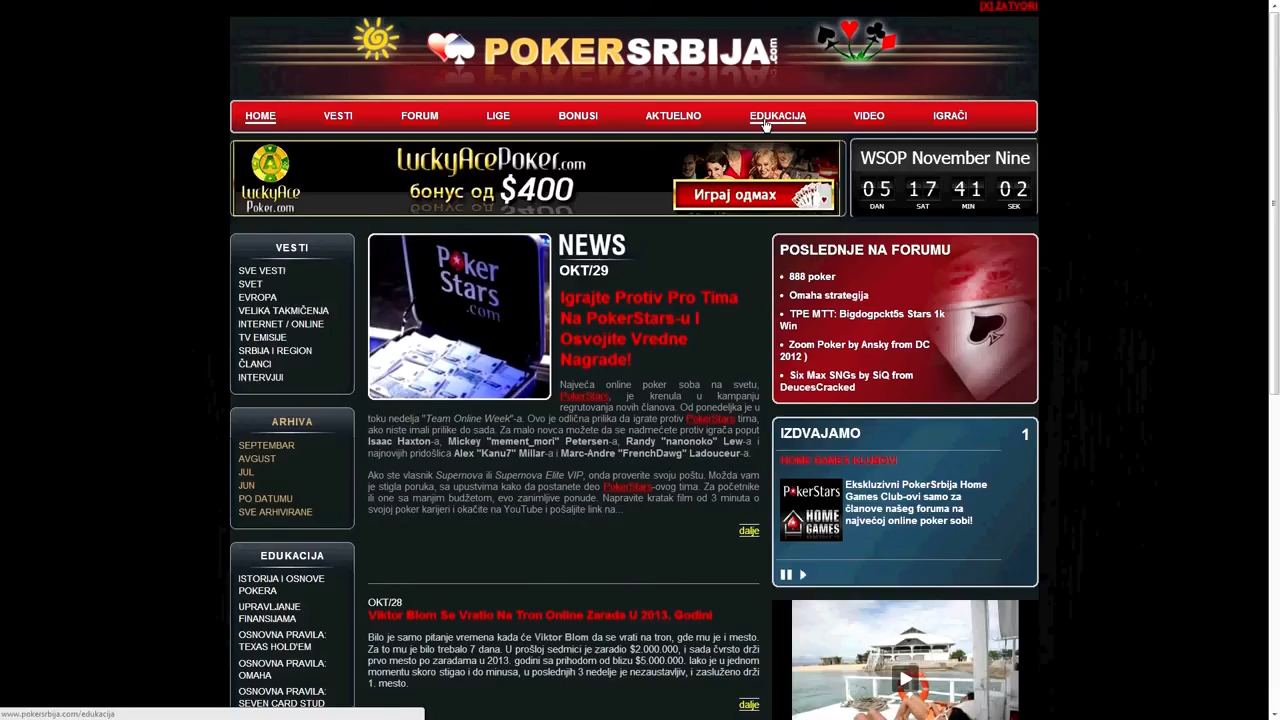 [X] ZATVORI
POKERSRBIJA.com
HOME VESTI FORUM LIGE BONUSI AKTUELNO EDUKACIJA VIDEO IGRAČI
LuckyAce
Poker.com
LuckyAcePoker.com
бонус од $400
Играј одмах
WSOP November Nine
05 17 41 02
DAN SAT MIN SEK
VESTI
SVE VESTI
SVET
EVROPA
VELIKA TAKMIČENJA
INTERNET / ONLINE
TV EMISIJE
SRBIJA I REGION
ČLANCI
INTERVJUI
ARHIVA
SEPTEMBAR
AVGUST
JUL
JUN
PO DATUMU
SVE ARHIVIRANE
EDUKACIJA
ISTORIJA I OSNOVE
POKERA
UPRAVLJANJE
FINANSIJAMA
OSNOVNA PRAVILA:
TEXAS HOLD'EM
OSNOVNA PRAVILA:
OMAHA
OSNOVNA PRAVILA:
SEVEN CARD STUD
Poker
Stars
.com
NEWS
OKT/29
Igrajte Protiv Pro Tima
Na PokerStars-u I
Osvojite Vredne
Nagrade!
Najveća online poker soba na svetu,
PokerStars, je krenula u kampanju
regrutovanja novih članova. Od ponedeljka je u
toku nedelja "Team Online Week"-a. Ovo je odlična prilika da igrate protiv PokerStars tima,
ako niste imali prilike do sada. Za malo novca možete da se nadmećete protiv igrača poput
Isaac Haxton-a, Mickey "mement_mori" Petersen-a, Randy "nanonoko" Lew-a i
najnovijih pridošlica Alex "Kanu7" Millar-a i Marc-Andre "FrenchDawg" Ladouceur-a.
Ako ste vlasnik Supernova ili Supernova Elite VIP, onda proverite svoju poštu. Možda vam
je stigla poruka, sa upustvima kako da postanete deo PokerStars-ovog tima. Za početnike
ili one sa manjim budžetom, evo zanimljive ponude. Napravite kratak film od 3 minuta o
svojoj poker karijeri i okačite na YouTube i pošaljite link na...
dalje
OKT/28
Viktor Blom Se Vratio Na Tron Online Zarada U 2013. Godini
Bilo je samo pitanje vremena kada će Viktor Blom da se vrati na tron, gde mu je i mesto.
Za to mu je bilo trebalo 7 dana. U prošloj sedmici je zaradio $2.000.000, i sada čvrsto drži
prvo mesto po zaradama u 2013. godini sa prihodom od blizu $5.000.000. Iako je u jednom
momentu skoro stigao i do minusa, u poslednjih 3 nedelje je nezaustavljiv, i zasluženo drži
1. mesto.
dalje
POSLEDNJE NA FORUMU
• 888 poker
• Omaha strategija
• TPE MTT: Bigdogpckt5s Stars 1k
Win
• Zoom Poker by Ansky from DC
2012 )
• Six Max SNGs by SiQ from
DeucesCracked
IZDVAJAMO 1
HOME GAMES KLUBOVI
PokerStars
HOME
GAMES
Ekskluzivni PokerSrbija Home
Games Club-ovi samo za
članove našeg foruma na
najvećoj online poker sobi!
www.pokersrbija.com/edukacija